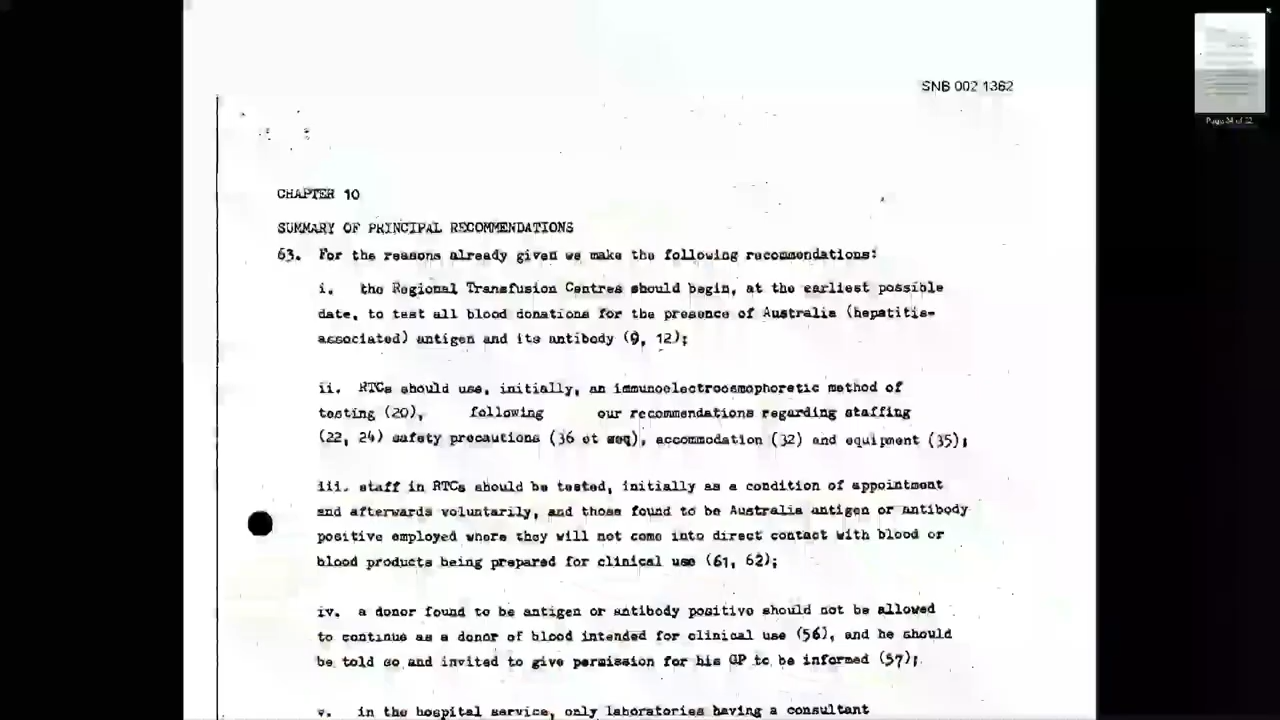 SNB 002 1362
Page 34 of 52
CHAPTER 10
SUMMARY OF PRINCIPAL RECOMMENDATIONS
63. For the reasons already given we make the following recommendations:
i. the Regional Transfusion Centres should begin, at the earliest possible
date, to test all blood donations for the presence of Australia (hepatitis-
associated) antigen and its antibody (9, 12);
ii. RTCs should use, initially, an immunoelectroosmophoretic method of
testing (20), following our recommendations regarding staffing
(22, 24) safety precautions (36 et seq), accommodation (32) and equipment (35);
iii. staff in RTCs should be tested, initially as a condition of appointment
and afterwards voluntarily, and those found to be Australia antigen or antibody
positive employed where they will not come into direct contact with blood or
blood products being prepared for clinical use (61, 62);
iv. a donor found to be antigen or antibody positive should not be allowed
to continue as a donor of blood intended for clinical use (56), and he should
be told so and invited to give permission for his GP to be informed (57);
v. in the hospital service, only laboratories having a consultant